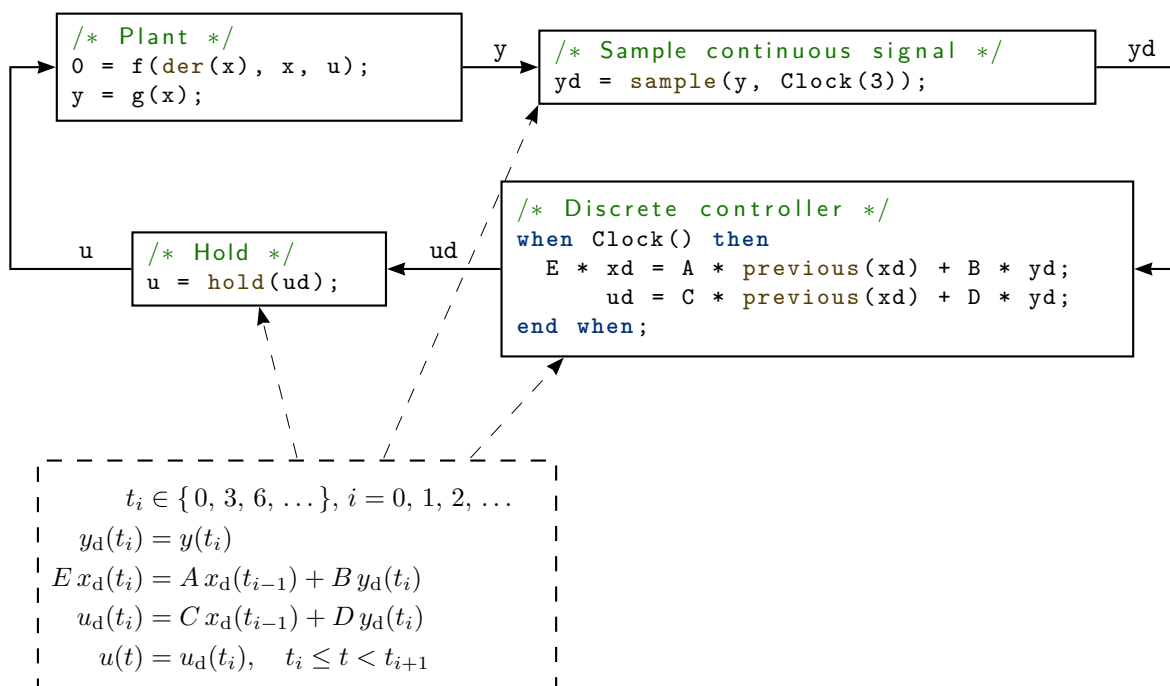 /* Plant */
0 = f(der(x), x, u);
y = g(x);
y
/* Sample continuous signal */
yd = sample(y, Clock(3));
yd
/* Discrete controller */
when Clock() then
E * xd = A * previous(xd) + B * yd;
ud = C * previous(xd) + D * yd;
end when;
ud
/* Hold */
u = hold(ud);
u
t_i ∈ { 0, 3, 6, … }, i = 0, 1, 2, …
y_d(t_i) = y(t_i)
E x_d(t_i) = A x_d(t_{i−1}) + B y_d(t_i)
u_d(t_i) = C x_d(t_{i−1}) + D y_d(t_i)
u(t) = u_d(t_i), t_i ≤ t < t_{i+1}